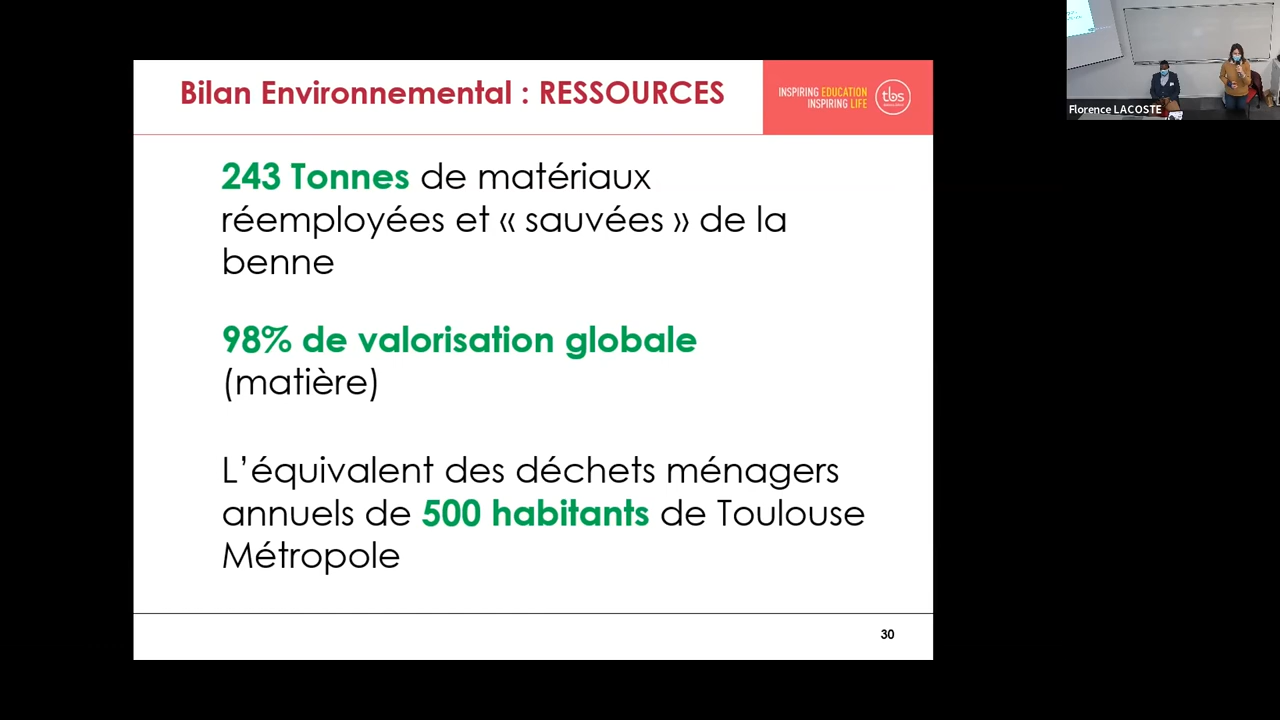 Bilan Environnemental : RESSOURCES
INSPIRING EDUCATION
INSPIRING LIFE
tbs
Florence LACOSTE
243 Tonnes de matériaux
réemployées et « sauvées » de la
benne
98% de valorisation globale
(matière)
L’équivalent des déchets ménagers
annuels de 500 habitants de Toulouse
Métropole
30